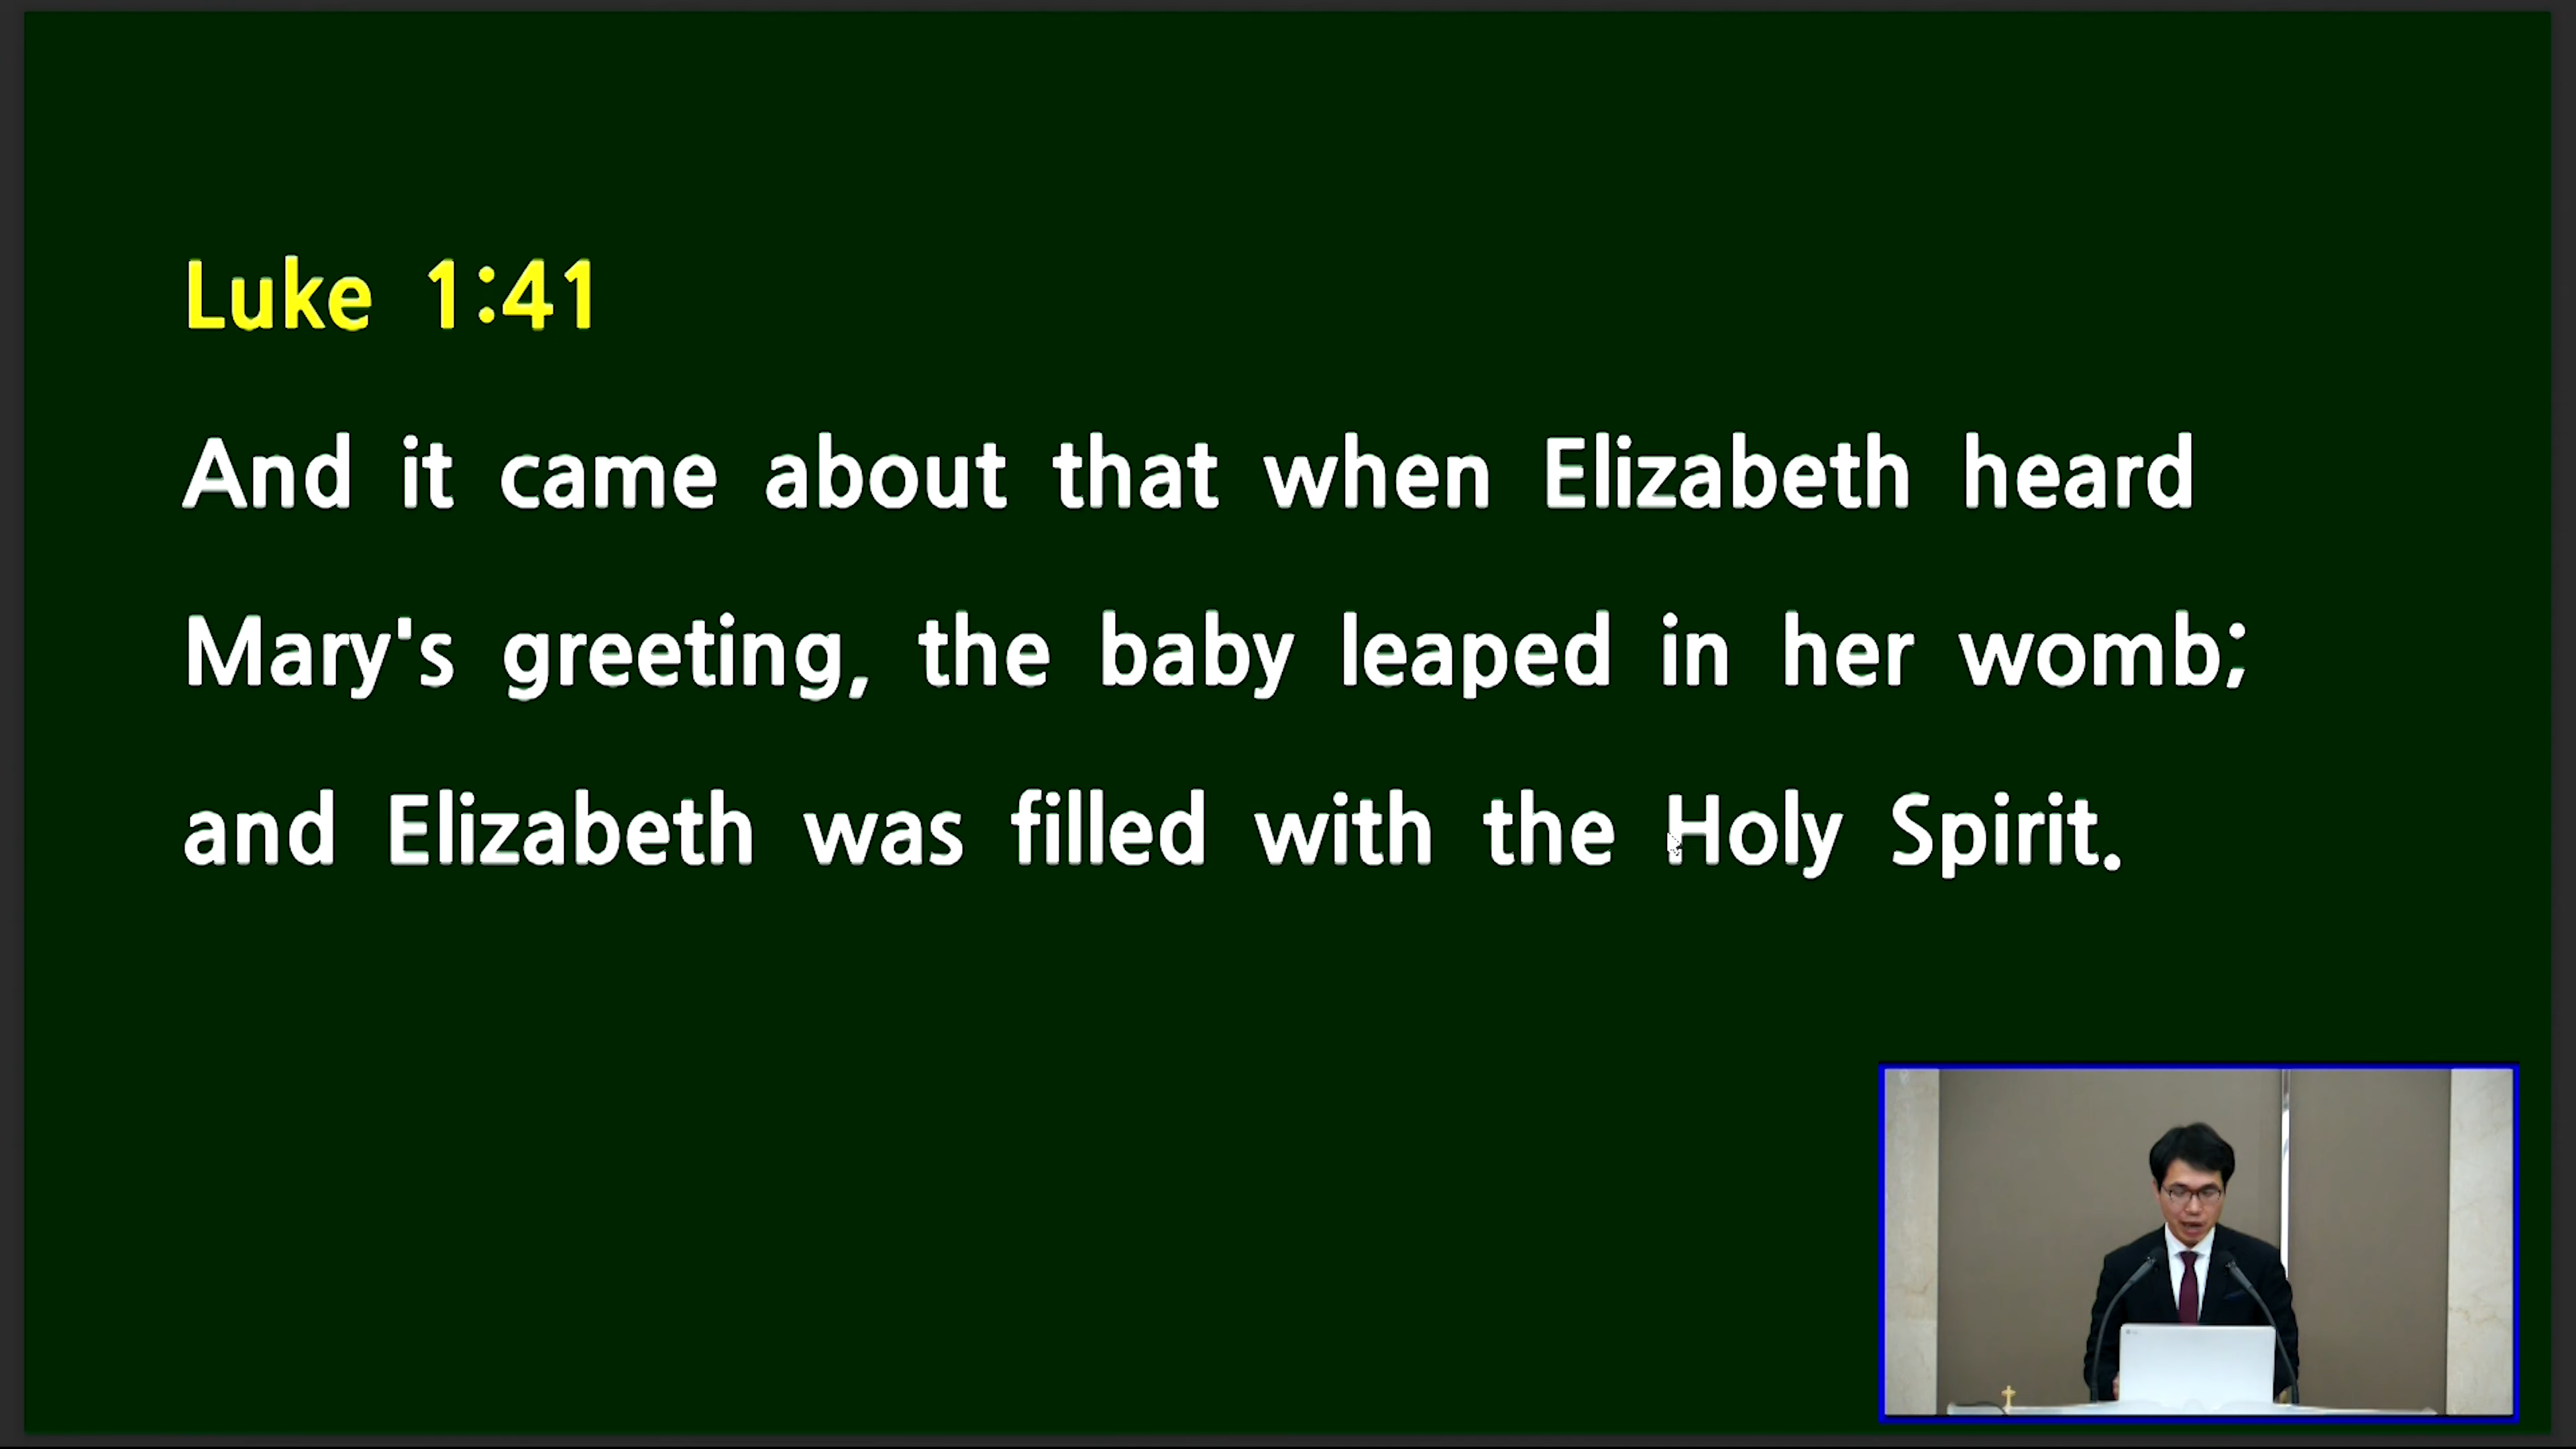 Luke 1:41
And it came about that when Elizabeth heard
Mary's greeting, the baby leaped in her womb;
and Elizabeth was filled with the Holy Spirit.